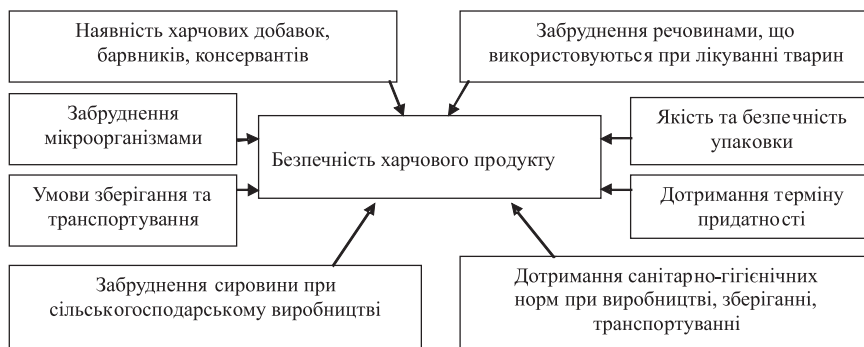 Наявність харчових добавок,
барвників, консервантів
Забруднення речовинами, що
використовуються при лікуванні тварин
Забруднення
мікроорганізмами
Безпечність харчового продукту
Якість та безпечність
упаковки
Умови зберігання та
транспортування
Дотримання терміну
придатності
Забруднення сировини при
сільськогосподарському виробництві
Дотримання санітарно-гігієнічних
норм при виробництві, зберіганні,
транспортуванні